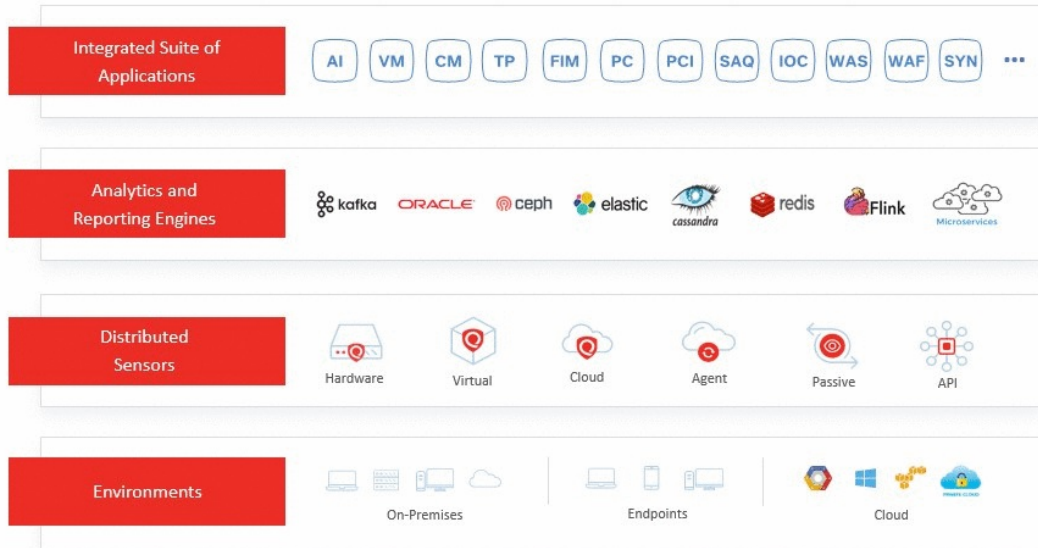 Integrated Suite of
Applications
AI VM CM TP FIM PC PCI SAQ IOC WAS WAF SYN ...
Analytics and
Reporting Engines
kafka ORACLE ceph elastic cassandra redis Flink Microservices
Distributed
Sensors
Hardware Virtual Cloud Agent Passive API
Environments
On-Premises Endpoints Cloud